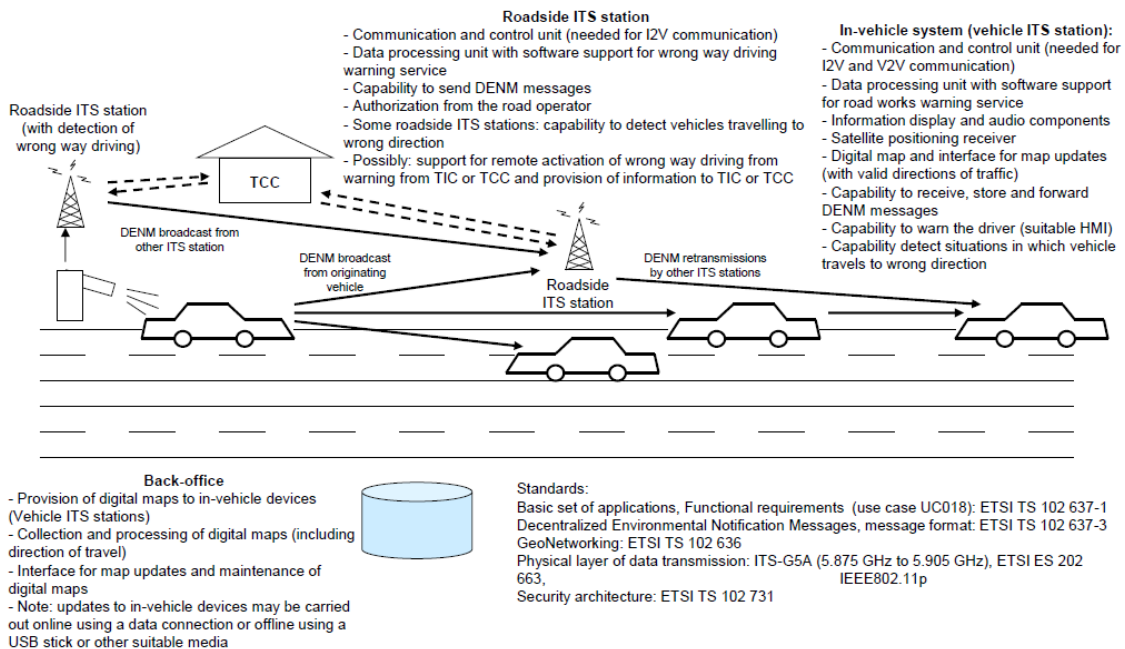 Roadside ITS station
- Communication and control unit (needed for I2V communication)
- Data processing unit with software support for wrong way driving
warning service
- Capability to send DENM messages
- Authorization from the road operator
- Some roadside ITS stations: capability to detect vehicles travelling to
wrong direction
- Possibly: support for remote activation of wrong way driving from
warning from TIC or TCC and provision of information to TIC or TCC
In-vehicle system (vehicle ITS station):
- Communication and control unit (needed for
I2V and V2V communication)
- Data processing unit with software support
for road works warning service
- Information display and audio components
- Satellite positioning receiver
- Digital map and interface for map updates
(with valid directions of traffic)
- Capability to receive, store and forward
DENM messages
- Capability to warn the driver (suitable HMI)
- Capability detect situations in which vehicle
travels to wrong direction
Roadside ITS station
(with detection of
wrong way driving)
TCC
DENM broadcast from
other ITS station
DENM broadcast
from originating
vehicle
Roadside
ITS station
DENM retransmissions
by other ITS stations
Back-office
- Provision of digital maps to in-vehicle devices
(Vehicle ITS stations)
- Collection and processing of digital maps (including
direction of travel)
- Interface for map updates and maintenance of
digital maps
- Note: updates to in-vehicle devices may be carried
out online using a data connection or offline using a
USB stick or other suitable media
Standards:
Basic set of applications, Functional requirements (use case UC018): ETSI TS 102 637-1
Decentralized Environmental Notification Messages, message format: ETSI TS 102 637-3
GeoNetworking: ETSI TS 102 636
Physical layer of data transmission: ITS-G5A (5.875 GHz to 5.905 GHz), ETSI ES 202
663, IEEE802.11p
Security architecture: ETSI TS 102 731